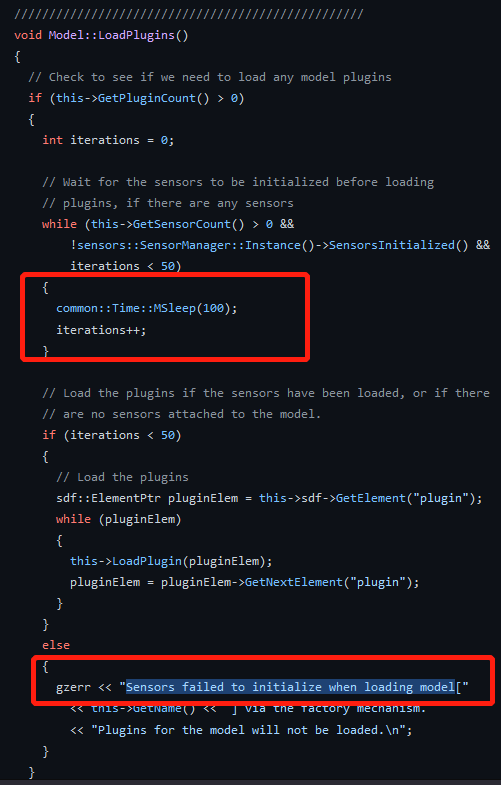 //////////////////////////////////////////////////
void Model::LoadPlugins()
{
// Check to see if we need to load any model plugins
if (this->GetPluginCount() > 0)
{
int iterations = 0;
// Wait for the sensors to be initialized before loading
// plugins, if there are any sensors
while (this->GetSensorCount() > 0 &&
!sensors::SensorManager::Instance()->SensorsInitialized() &&
iterations < 50)
{
common::Time::MSleep(100);
iterations++;
}
// Load the plugins if the sensors have been loaded, or if there
// are no sensors attached to the model.
if (iterations < 50)
{
// Load the plugins
sdf::ElementPtr pluginElem = this->sdf->GetElement("plugin");
while (pluginElem)
{
this->LoadPlugin(pluginElem);
pluginElem = pluginElem->GetNextElement("plugin");
}
}
else
{
gzerr << "Sensors failed to initialize when loading model["
<< this->GetName() << "] via the factory mechanism.
<< "Plugins for the model will not be loaded.\n";
}
}